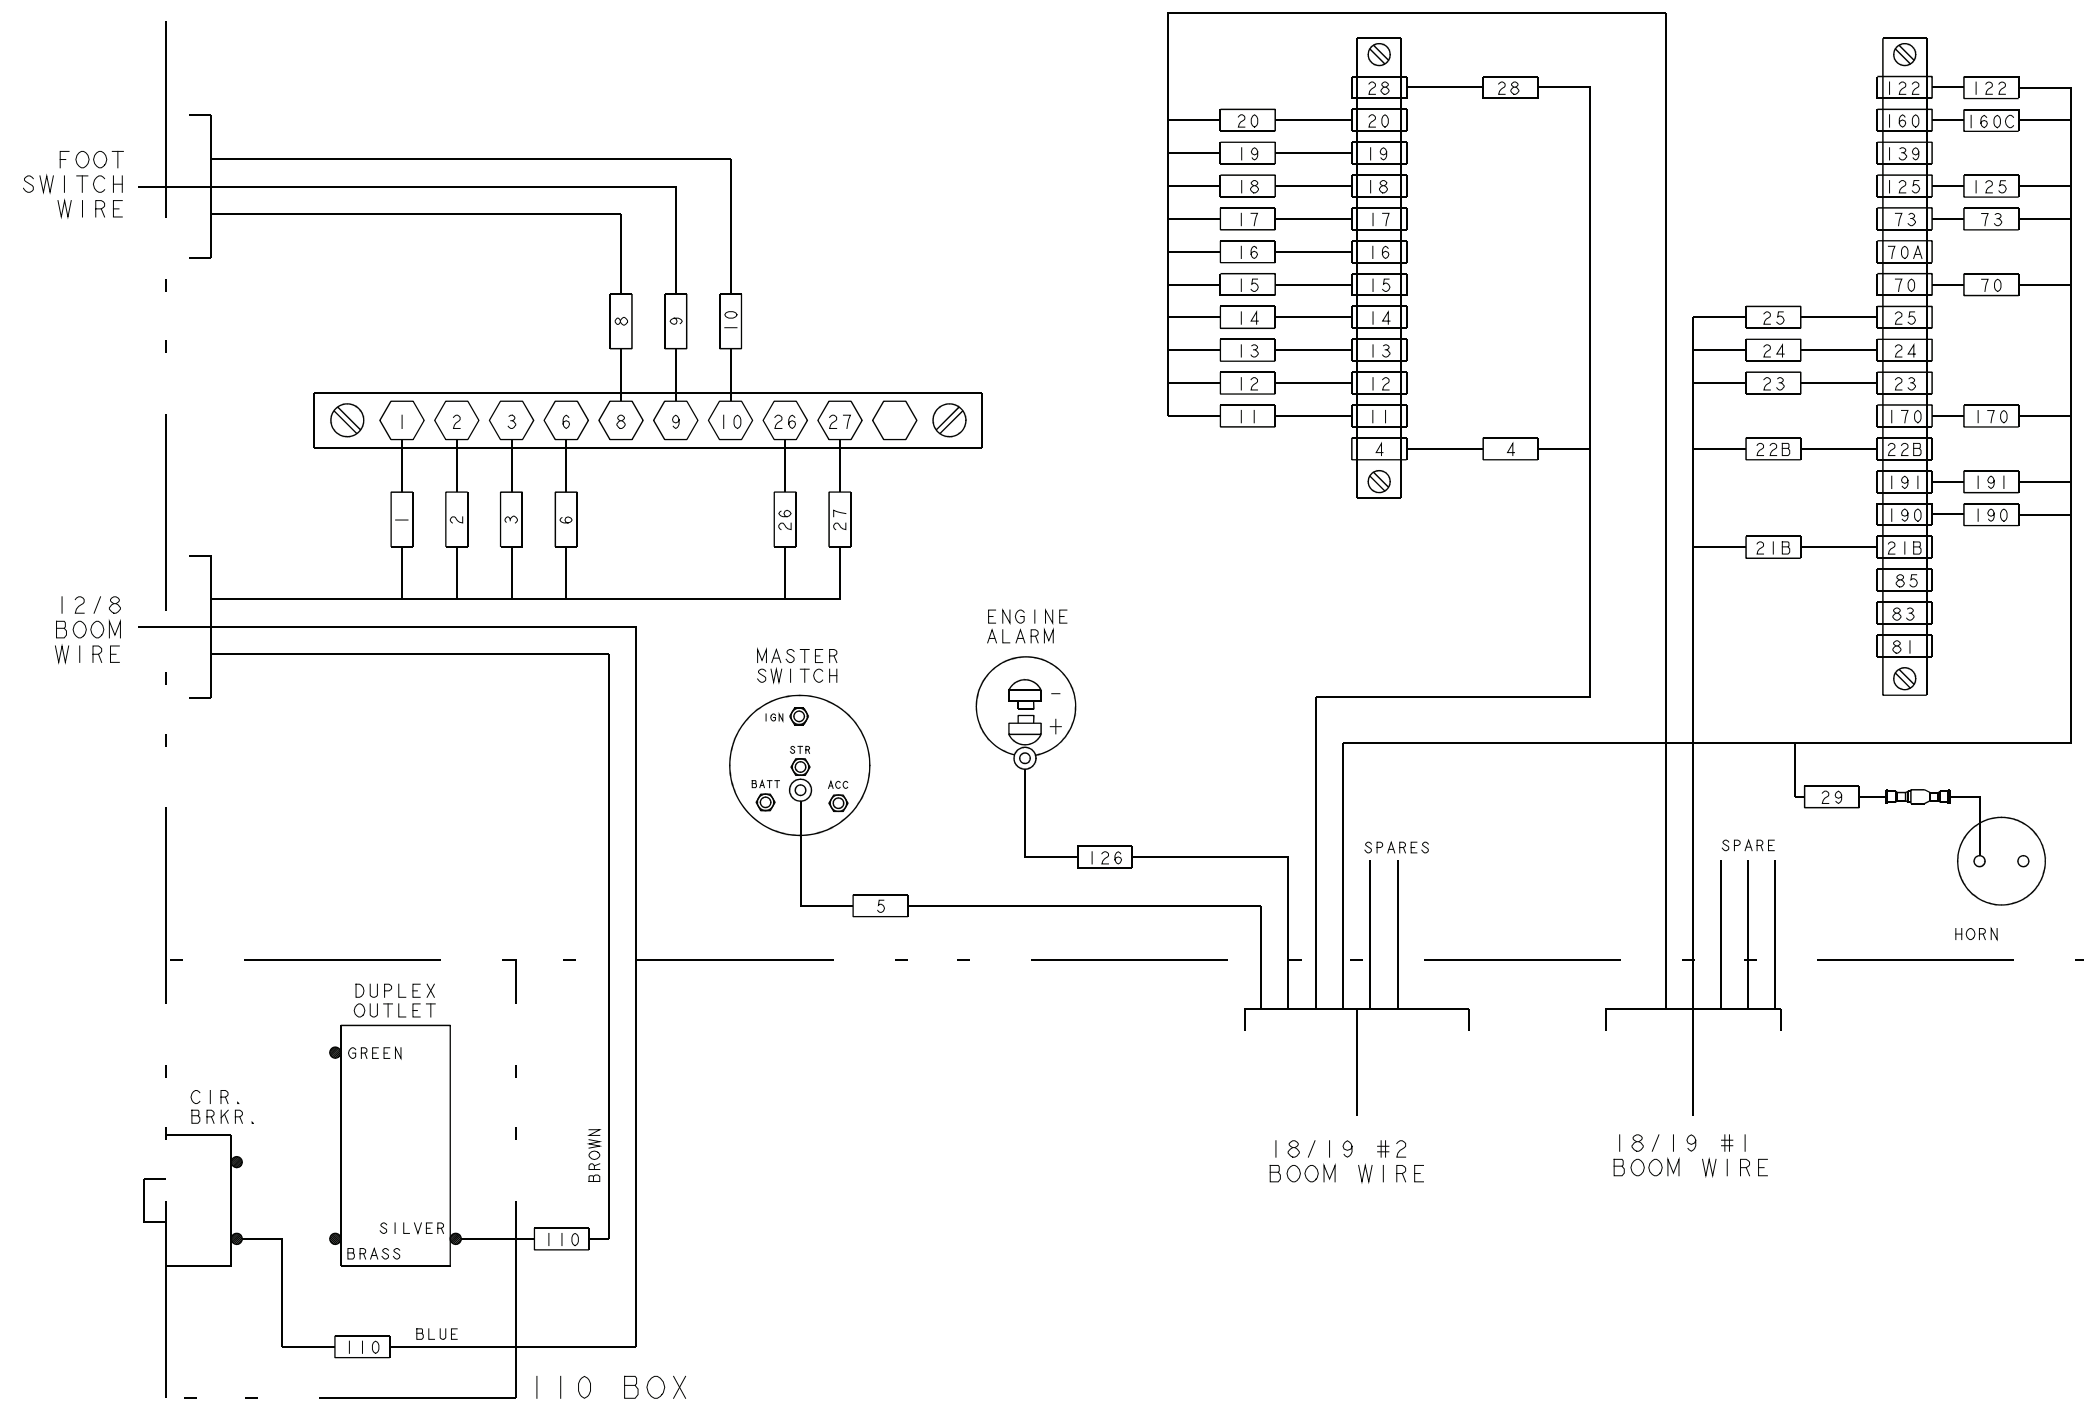 FOOT
SWITCH
WIRE
8
9
10
1 2 3 6 8 9 10 26 27
1 2 3 6 26 27
12/8
BOOM
WIRE
MASTER
SWITCH
IGN
STR
BATT
ACC
ENGINE
ALARM
-
+
126
5
28 28
20 20
19 19
18 18
17 17
16 16
15 15
14 14
13 13
12 12
11 11
4 4
122 122
160 160C
139
125 125
73 73
70A
70 70
25 25
24 24
23 23
170 170
22B 22B
191 191
190 190
21B 21B
85
83
81
29
HORN
SPARES
SPARE
18/19 #2
BOOM WIRE
18/19 #1
BOOM WIRE
DUPLEX
OUTLET
GREEN
SILVER
BRASS
CIR.
BRKR.
BROWN
110
BLUE
110
110 BOX